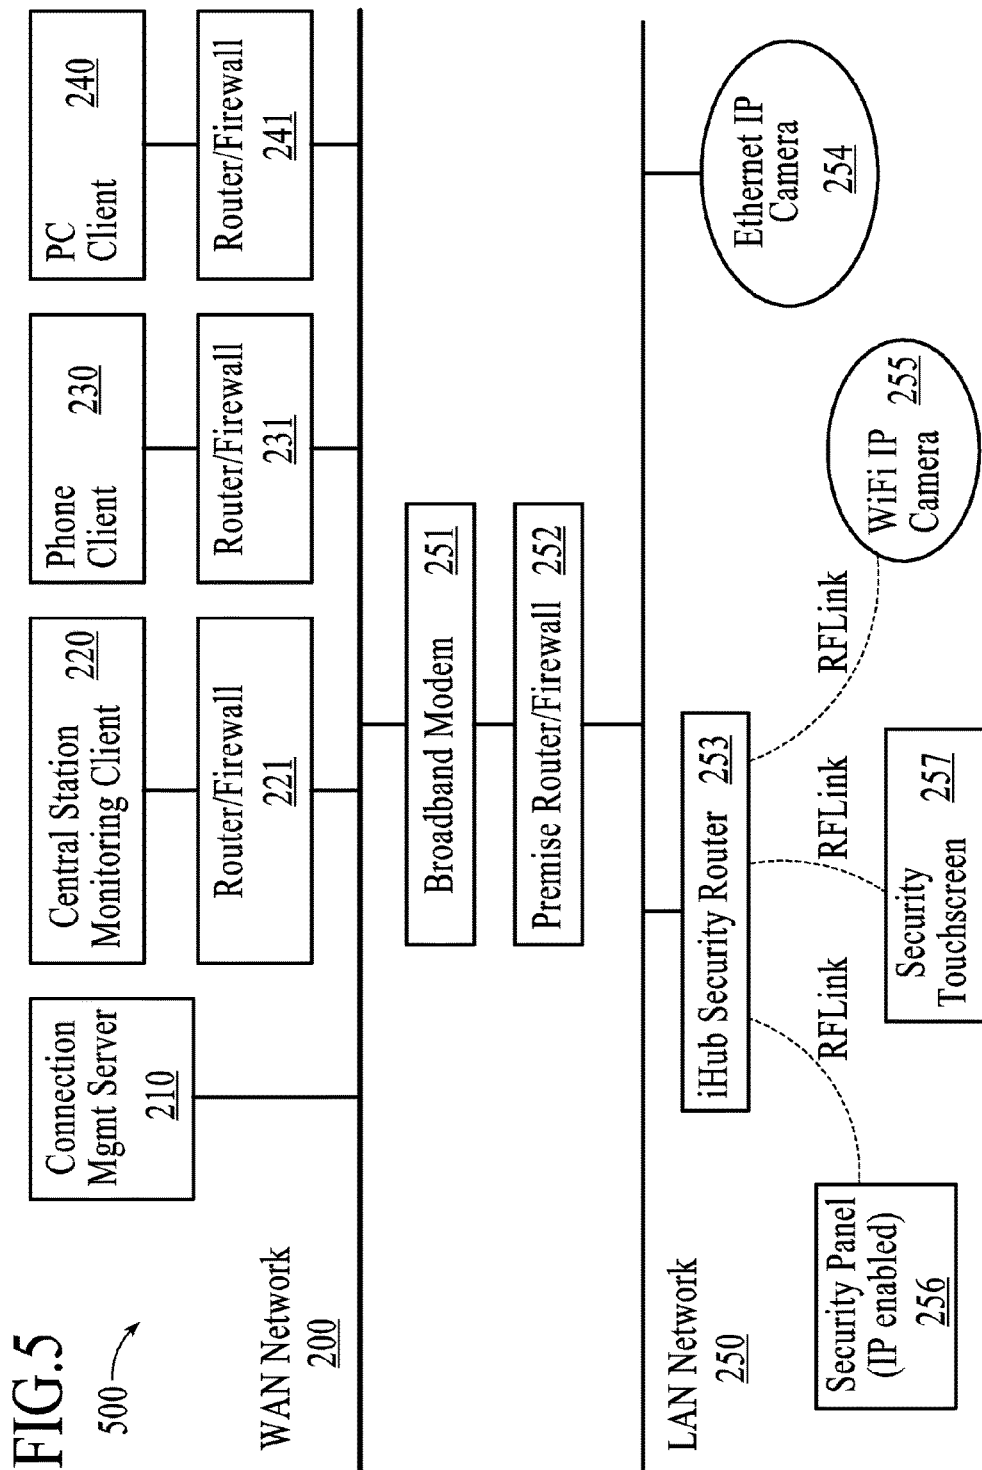 FIG.5
500
WAN Network
200
Connection
Mgmt Server
210
Central Station
Monitoring Client
220
Router/Firewall
221
Phone
Client
230
Router/Firewall
231
PC
Client
240
Router/Firewall
241
Broadband Modem 251
Premise Router/Firewall 252
LAN Network
250
iHub Security Router 253
RFLink
RFLink
RFLink
Security Panel
(IP enabled)
256
Security
Touchscreen
257
WiFi IP
Camera
255
Ethernet IP
Camera
254